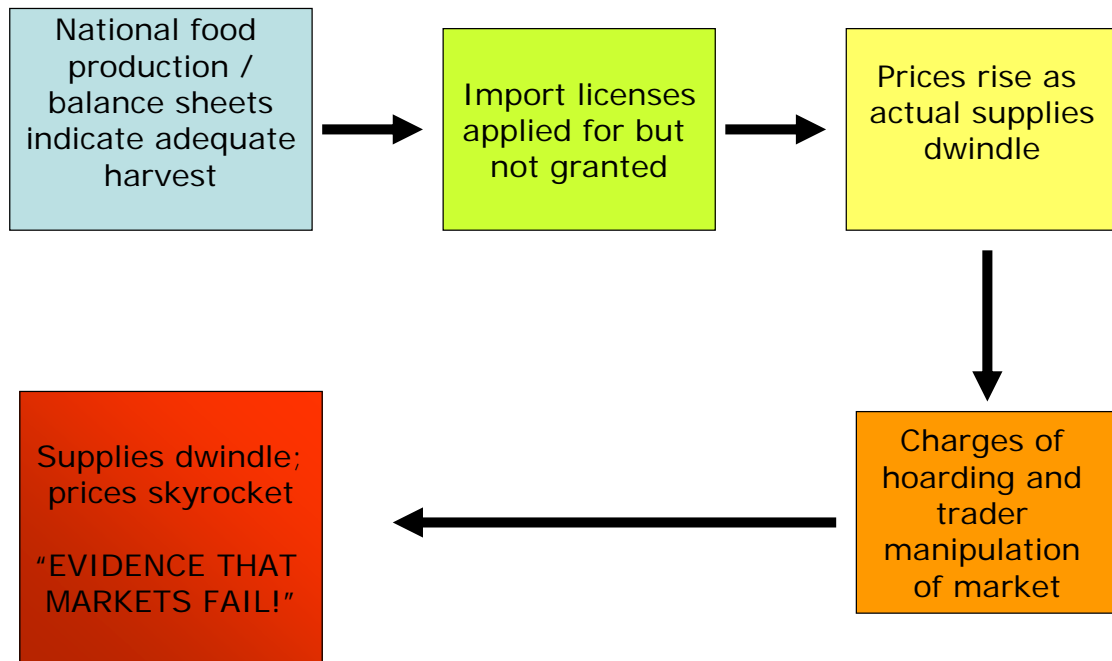 National food
production /
balance sheets
indicate adequate
harvest
Import licenses
applied for but
not granted
Prices rise as
actual supplies
dwindle
Charges of
hoarding and
trader
manipulation
of market
Supplies dwindle;
prices skyrocket
“EVIDENCE THAT
MARKETS FAIL!”